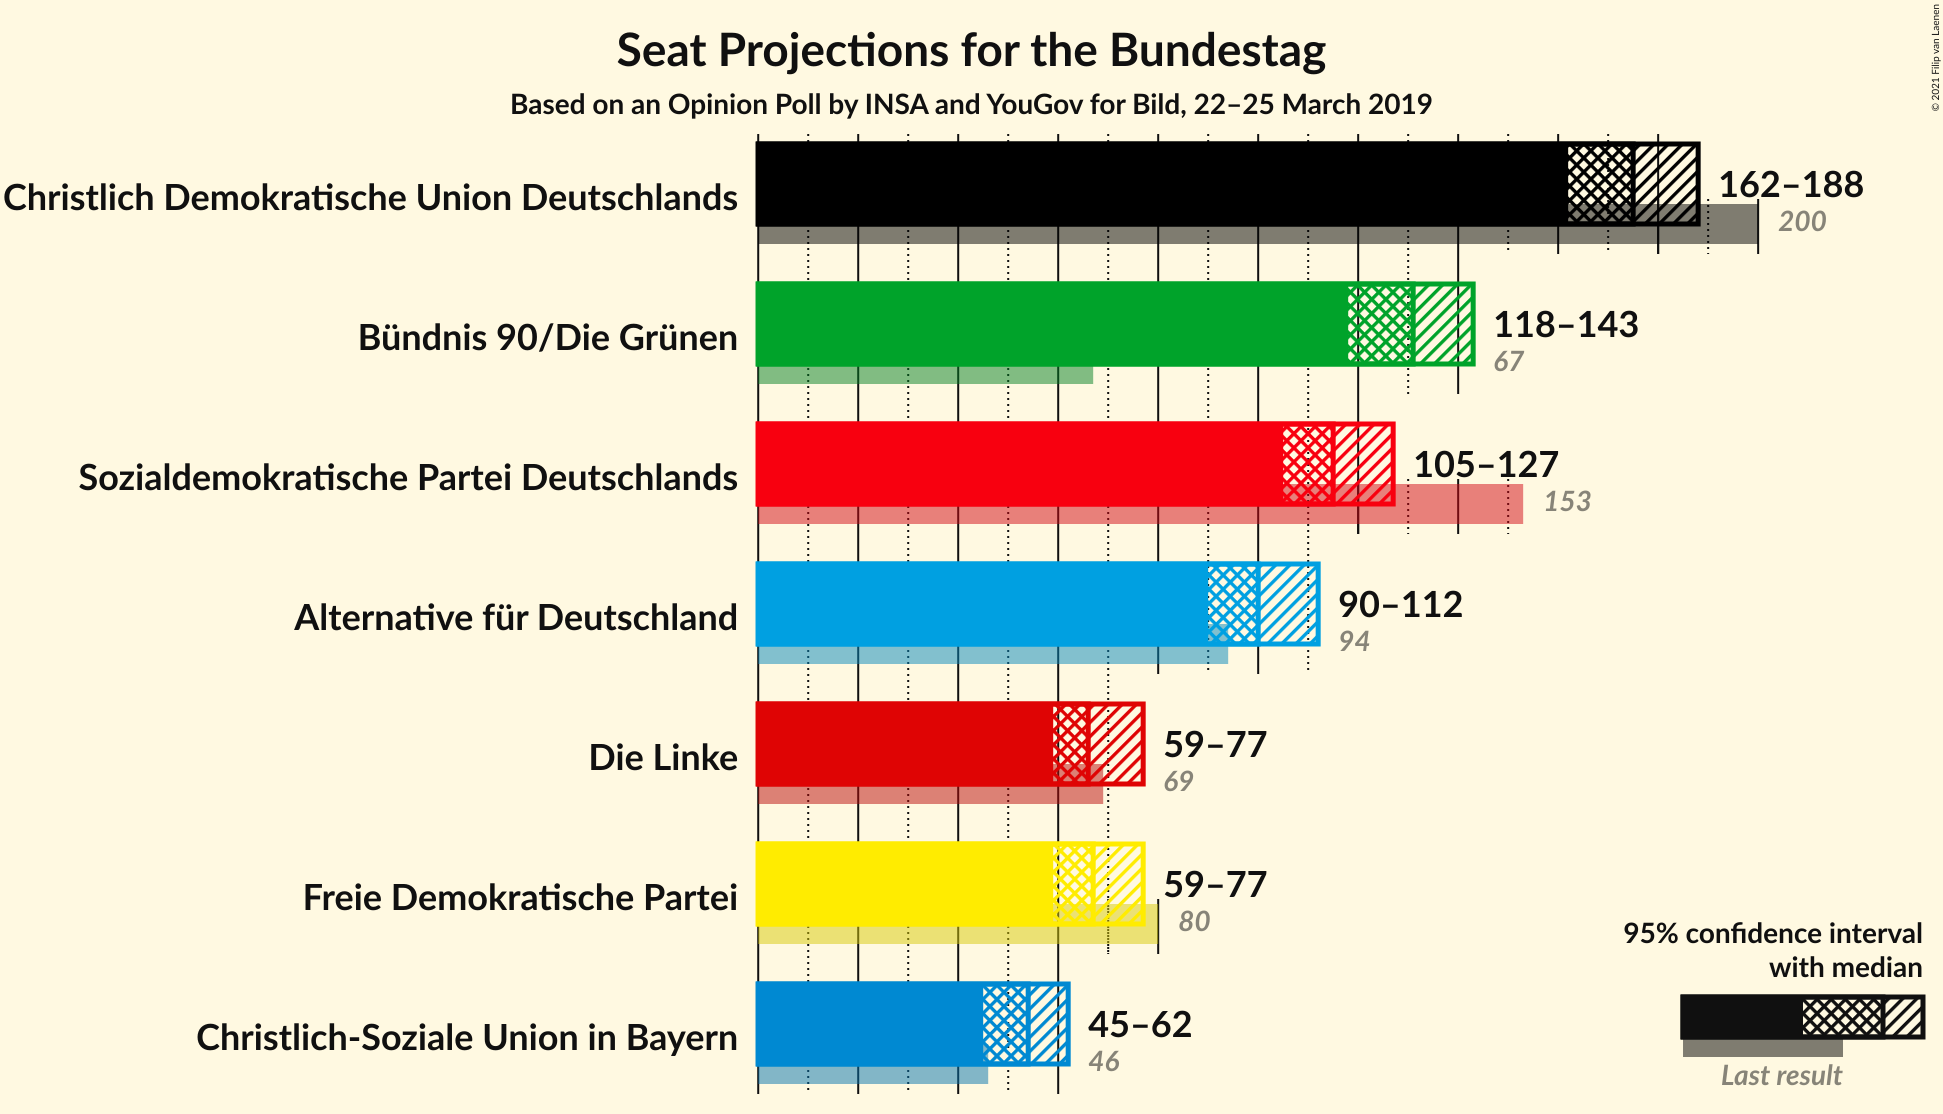 Seat Projections for the Bundestag
Based on an Opinion Poll by INSA and YouGov for Bild, 22–25 March 2019
© 2021 Filip van Laenen
Christlich Demokratische Union Deutschlands
162–188
200
Bündnis 90/Die Grünen
118–143
67
Sozialdemokratische Partei Deutschlands
105–127
153
Alternative für Deutschland
90–112
94
Die Linke
59–77
69
Freie Demokratische Partei
59–77
80
Christlich-Soziale Union in Bayern
45–62
46
95% confidence interval
with median
Last result